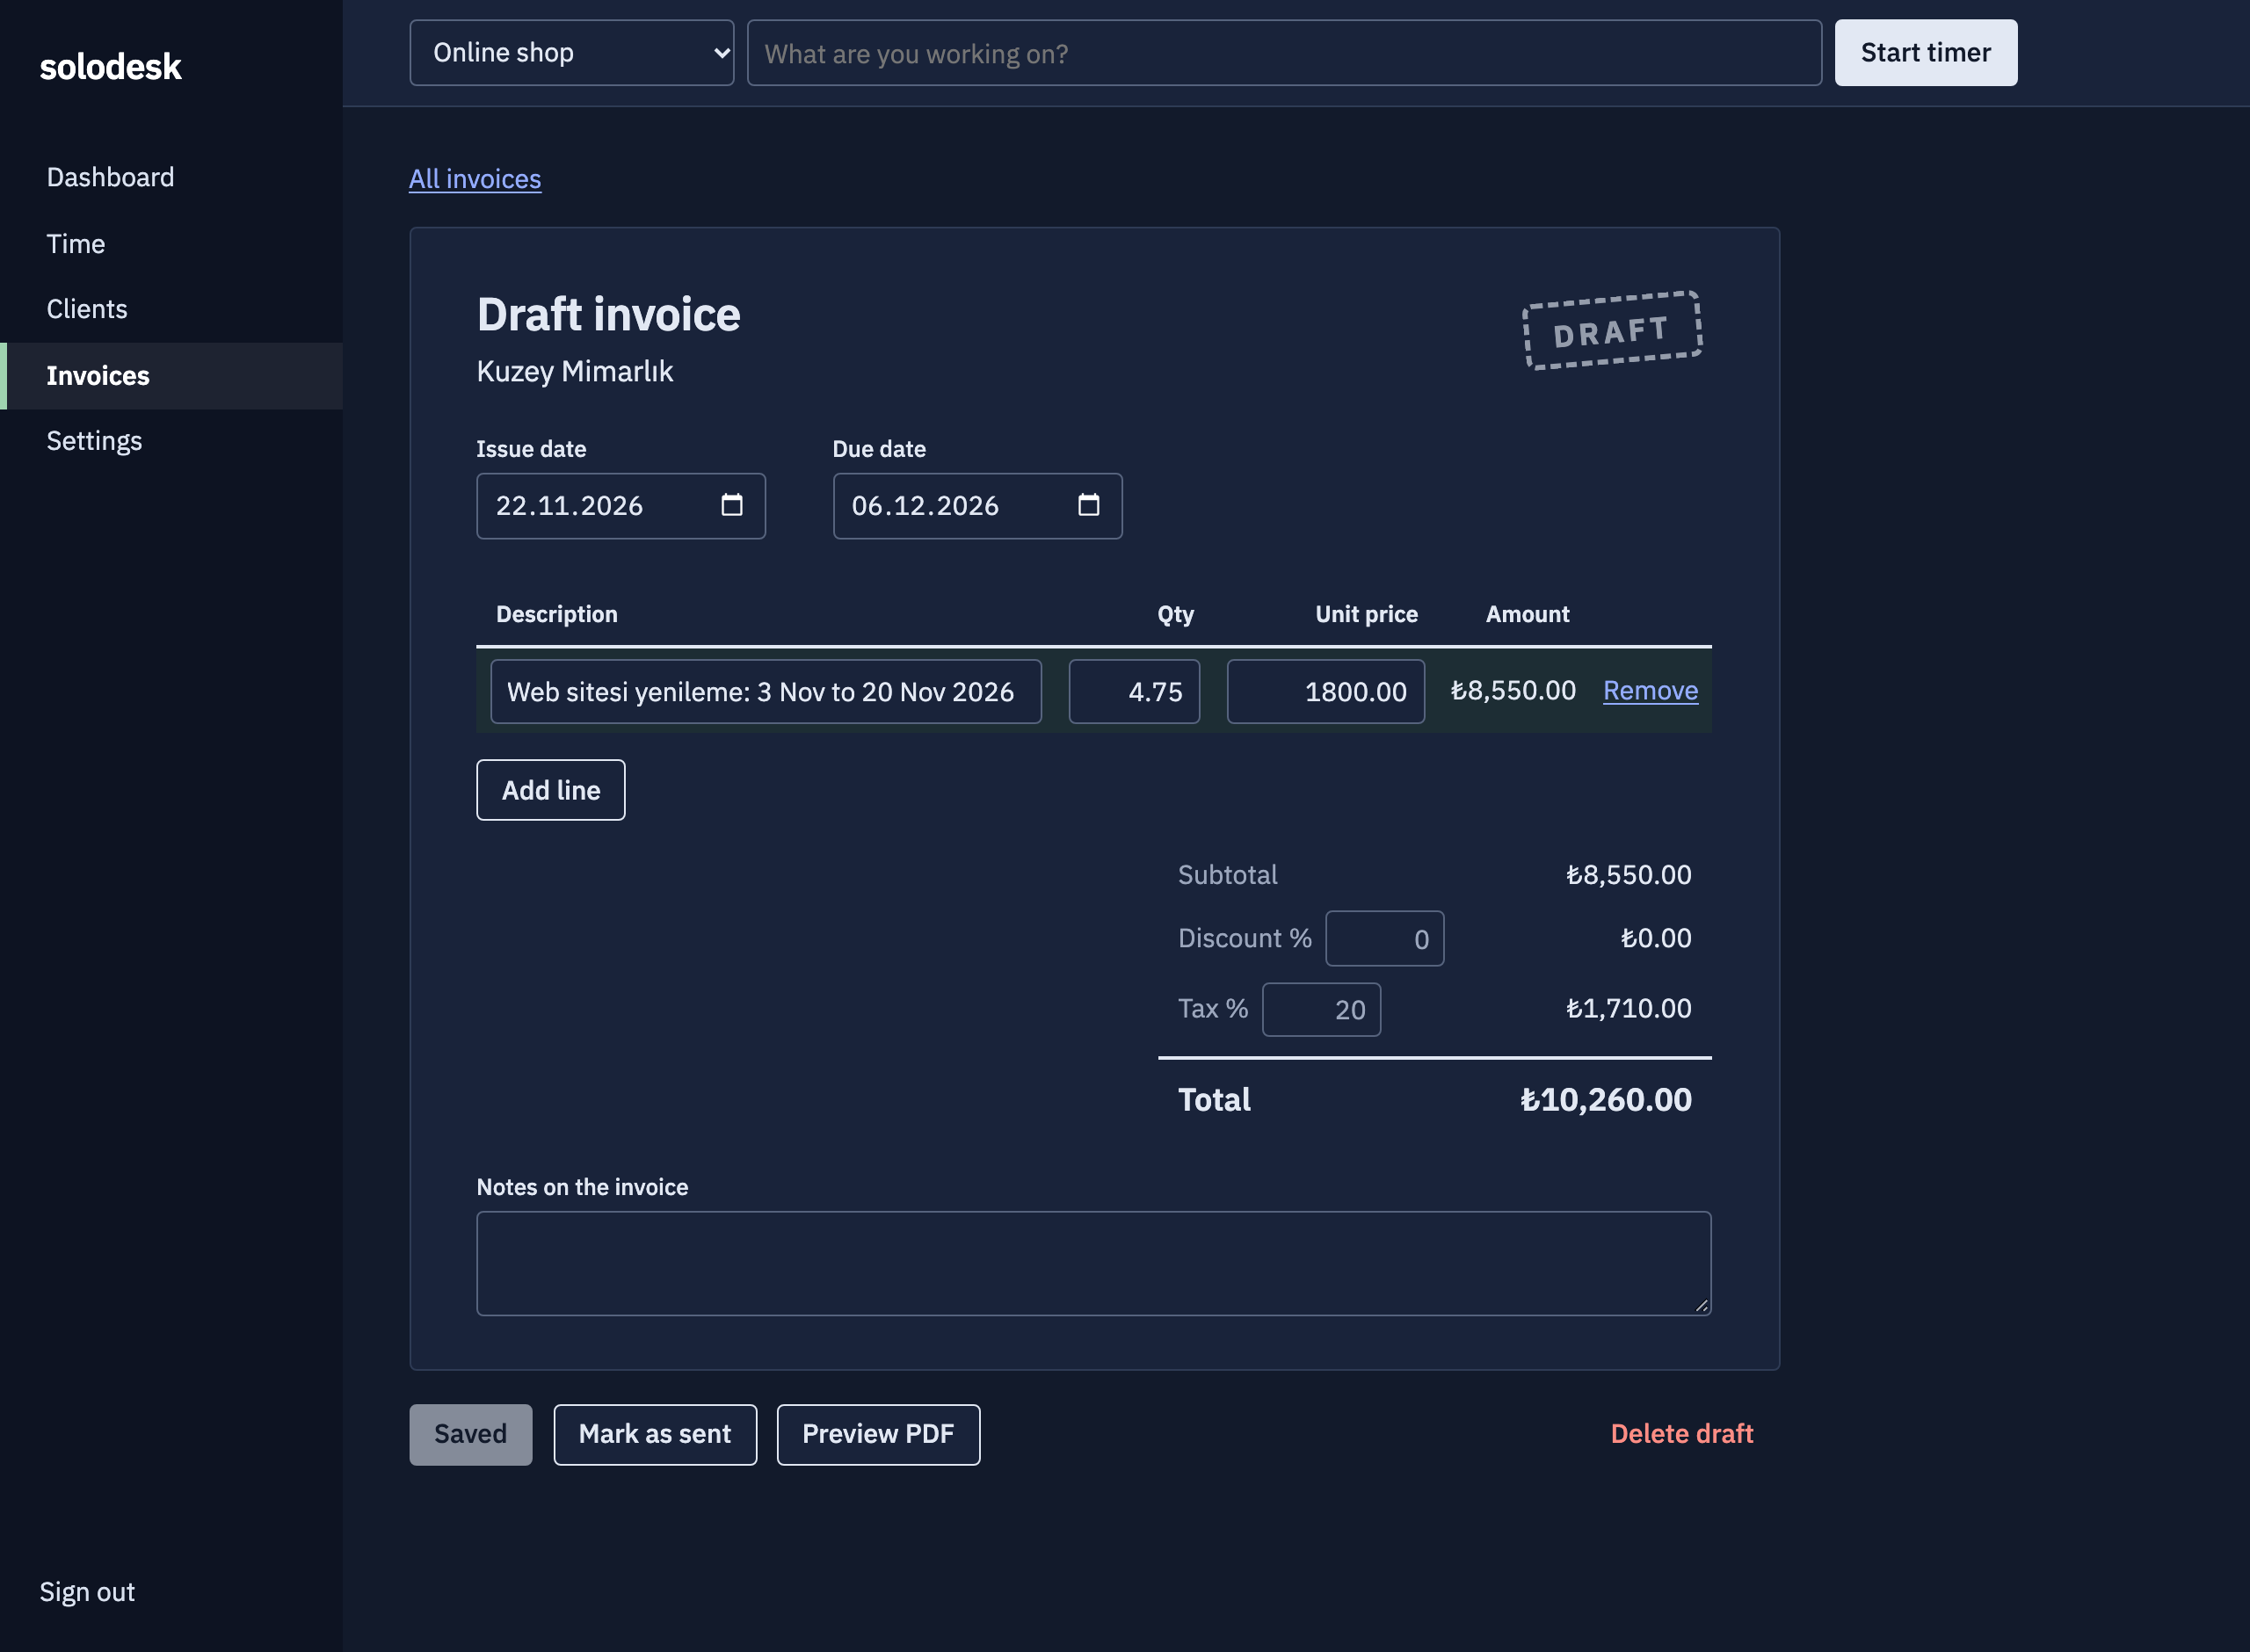 solodesk
Online shop
What are you working on?
Start timer
Dashboard
Time
Clients
Invoices
Settings
Sign out
All invoices
Draft invoice
DRAFT
Kuzey Mimarlık
Issue date
Due date
22.11.2026
06.12.2026
Description Qty Unit price Amount
Web sitesi yenileme: 3 Nov to 20 Nov 2026 4.75 1800.00 ₺8,550.00 Remove
Add line
Subtotal ₺8,550.00
Discount % 0 ₺0.00
Tax % 20 ₺1,710.00
Total ₺10,260.00
Notes on the invoice
Saved
Mark as sent
Preview PDF
Delete draft